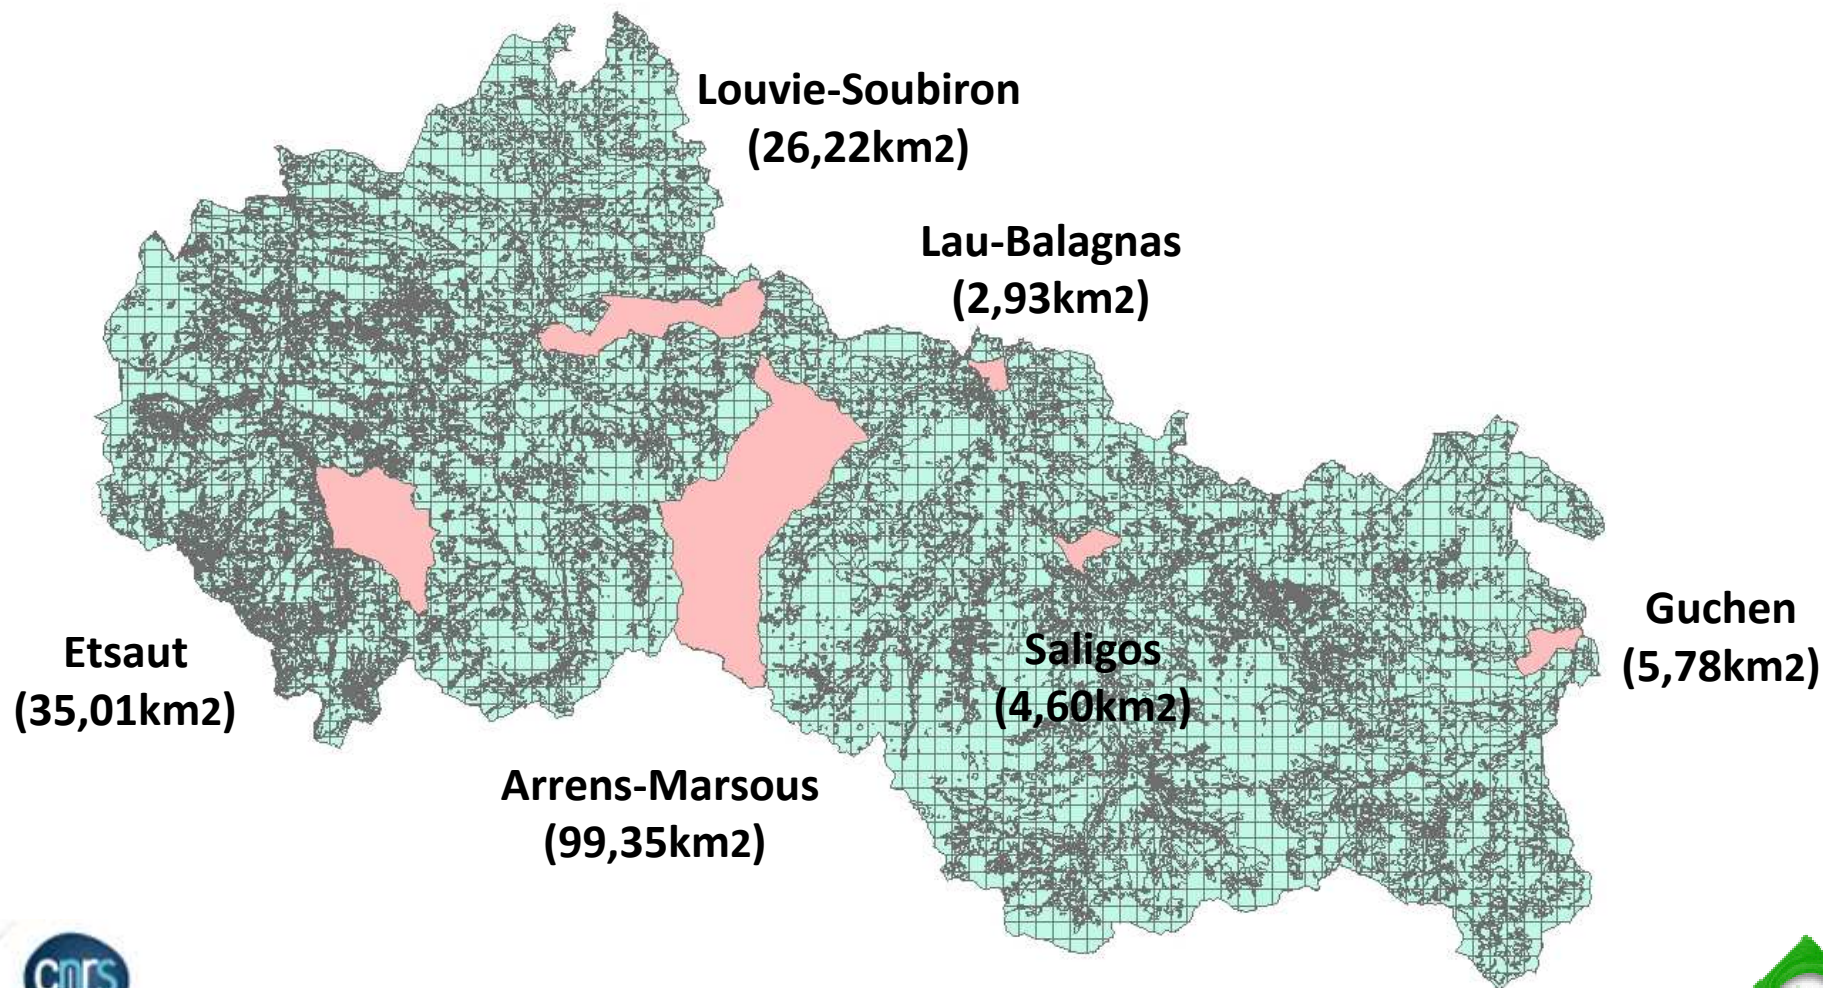 Louvie-Soubiron
(26,22km2)
Lau-Balagnas
(2,93km2)
Guchen
(5,78km2)
Etsaut
(35,01km2)
Saligos
(4,60km2)
Arrens-Marsous
(99,35km2)
cnrs